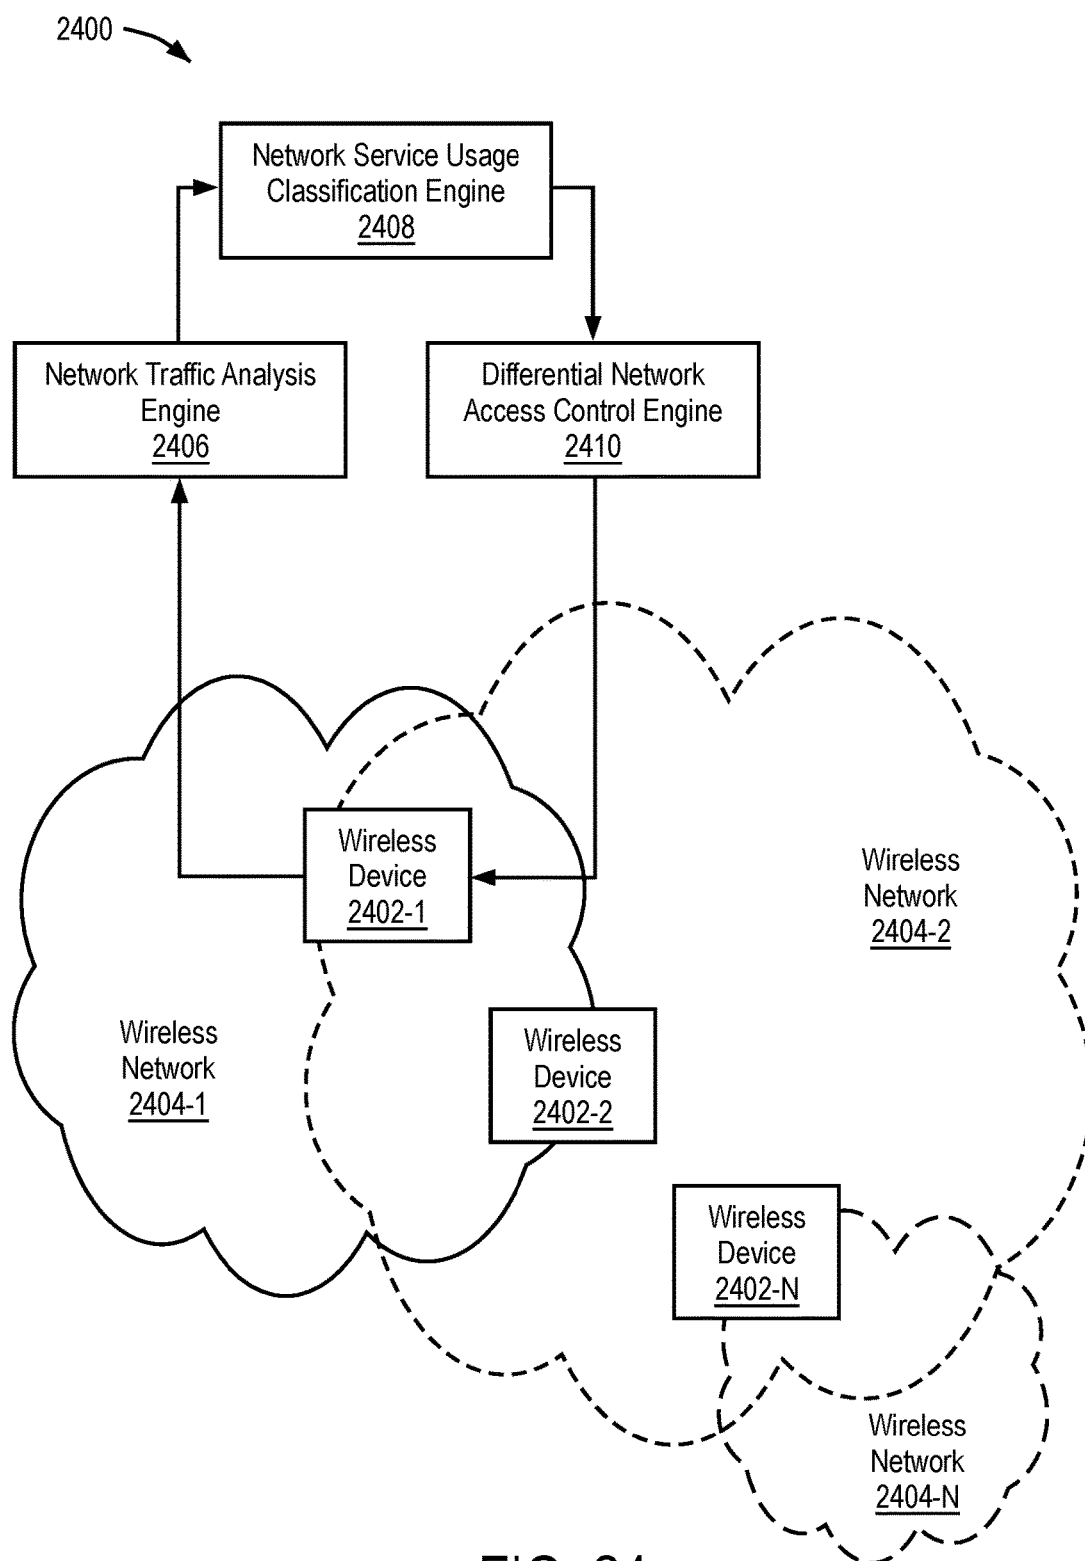 2400
Network Service Usage
Classification Engine
2408
Network Traffic Analysis
Engine
2406
Differential Network
Access Control Engine
2410
Wireless
Device
2402-1
Wireless
Network
2404-2
Wireless
Network
2404-1
Wireless
Device
2402-2
Wireless
Device
2402-N
Wireless
Network
2404-N